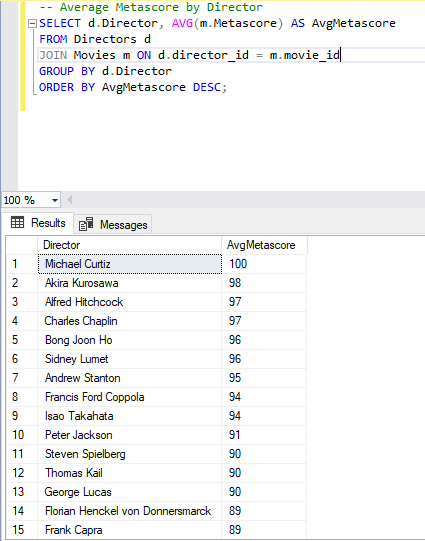 -- Average Metascore by Director
SELECT d.Director, AVG(m.Metascore) AS AvgMetascore
FROM Directors d
JOIN Movies m ON d.director_id = m.movie_id
GROUP BY d.Director
ORDER BY AvgMetascore DESC;
100 %
Results Messages
Director AvgMetascore
1 Michael Curtiz 100
2 Akira Kurosawa 98
3 Alfred Hitchcock 97
4 Charles Chaplin 97
5 Bong Joon Ho 96
6 Sidney Lumet 96
7 Andrew Stanton 95
8 Francis Ford Coppola 94
9 Isao Takahata 94
10 Peter Jackson 91
11 Steven Spielberg 90
12 Thomas Kail 90
13 George Lucas 90
14 Florian Henckel von Donnersmarck 89
15 Frank Capra 89